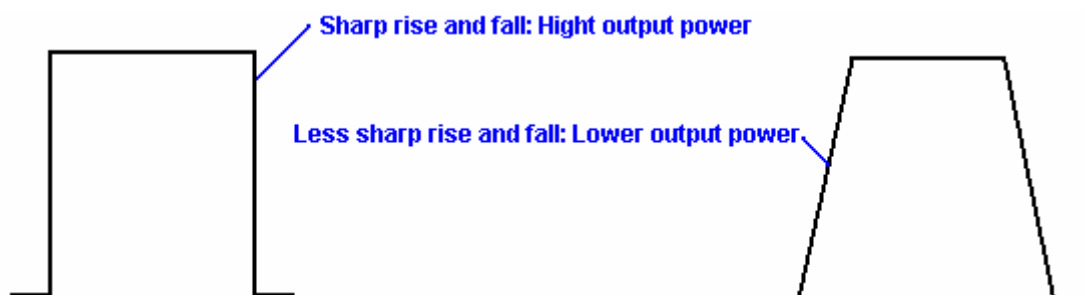 Sharp rise and fall: Hight output power
Less sharp rise and fall: Lower output power